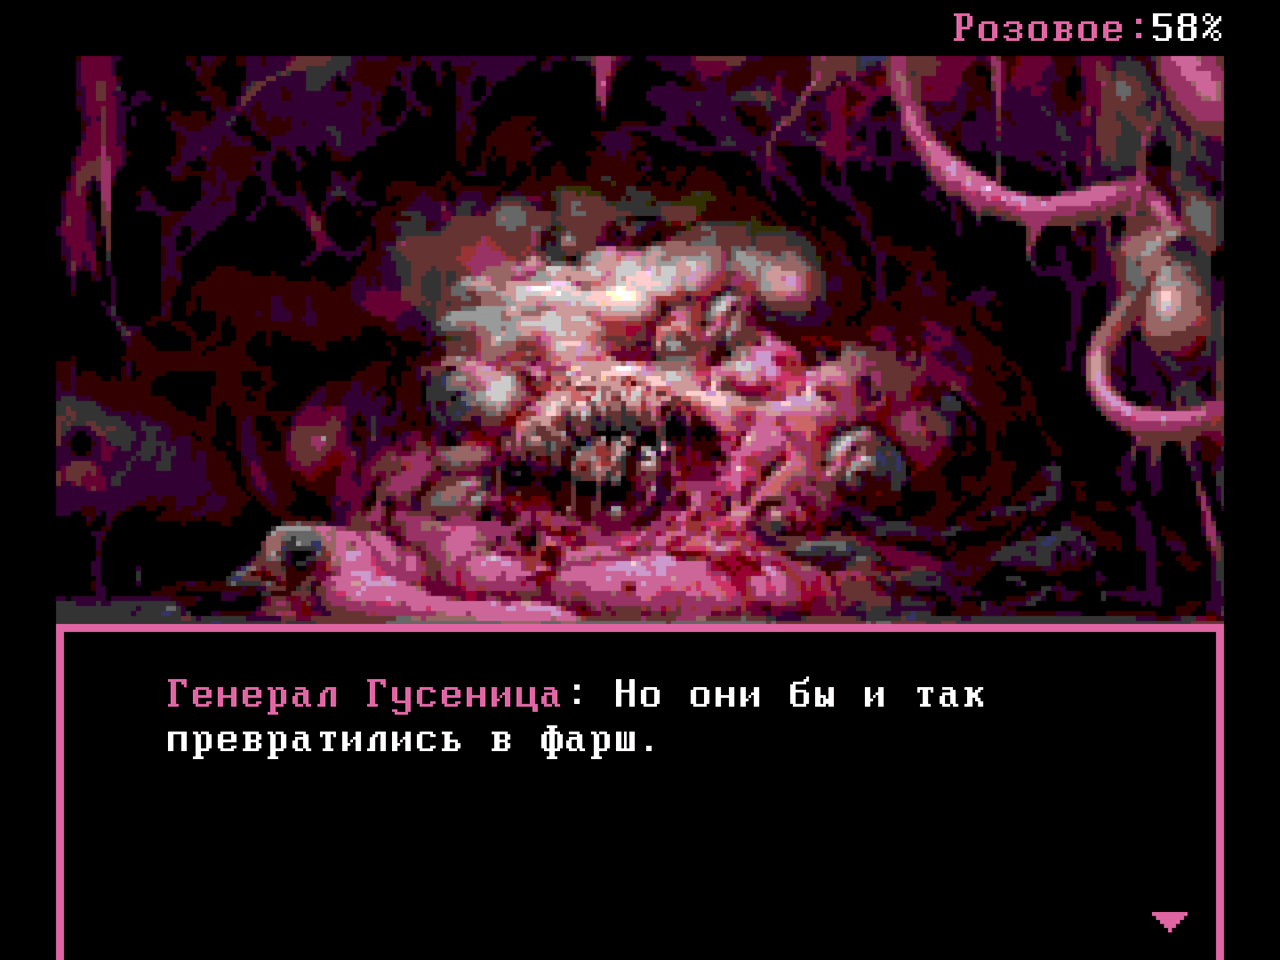 Розовое:58%
Генерал Гусеница: Но они бы и так
превратились в фарш.